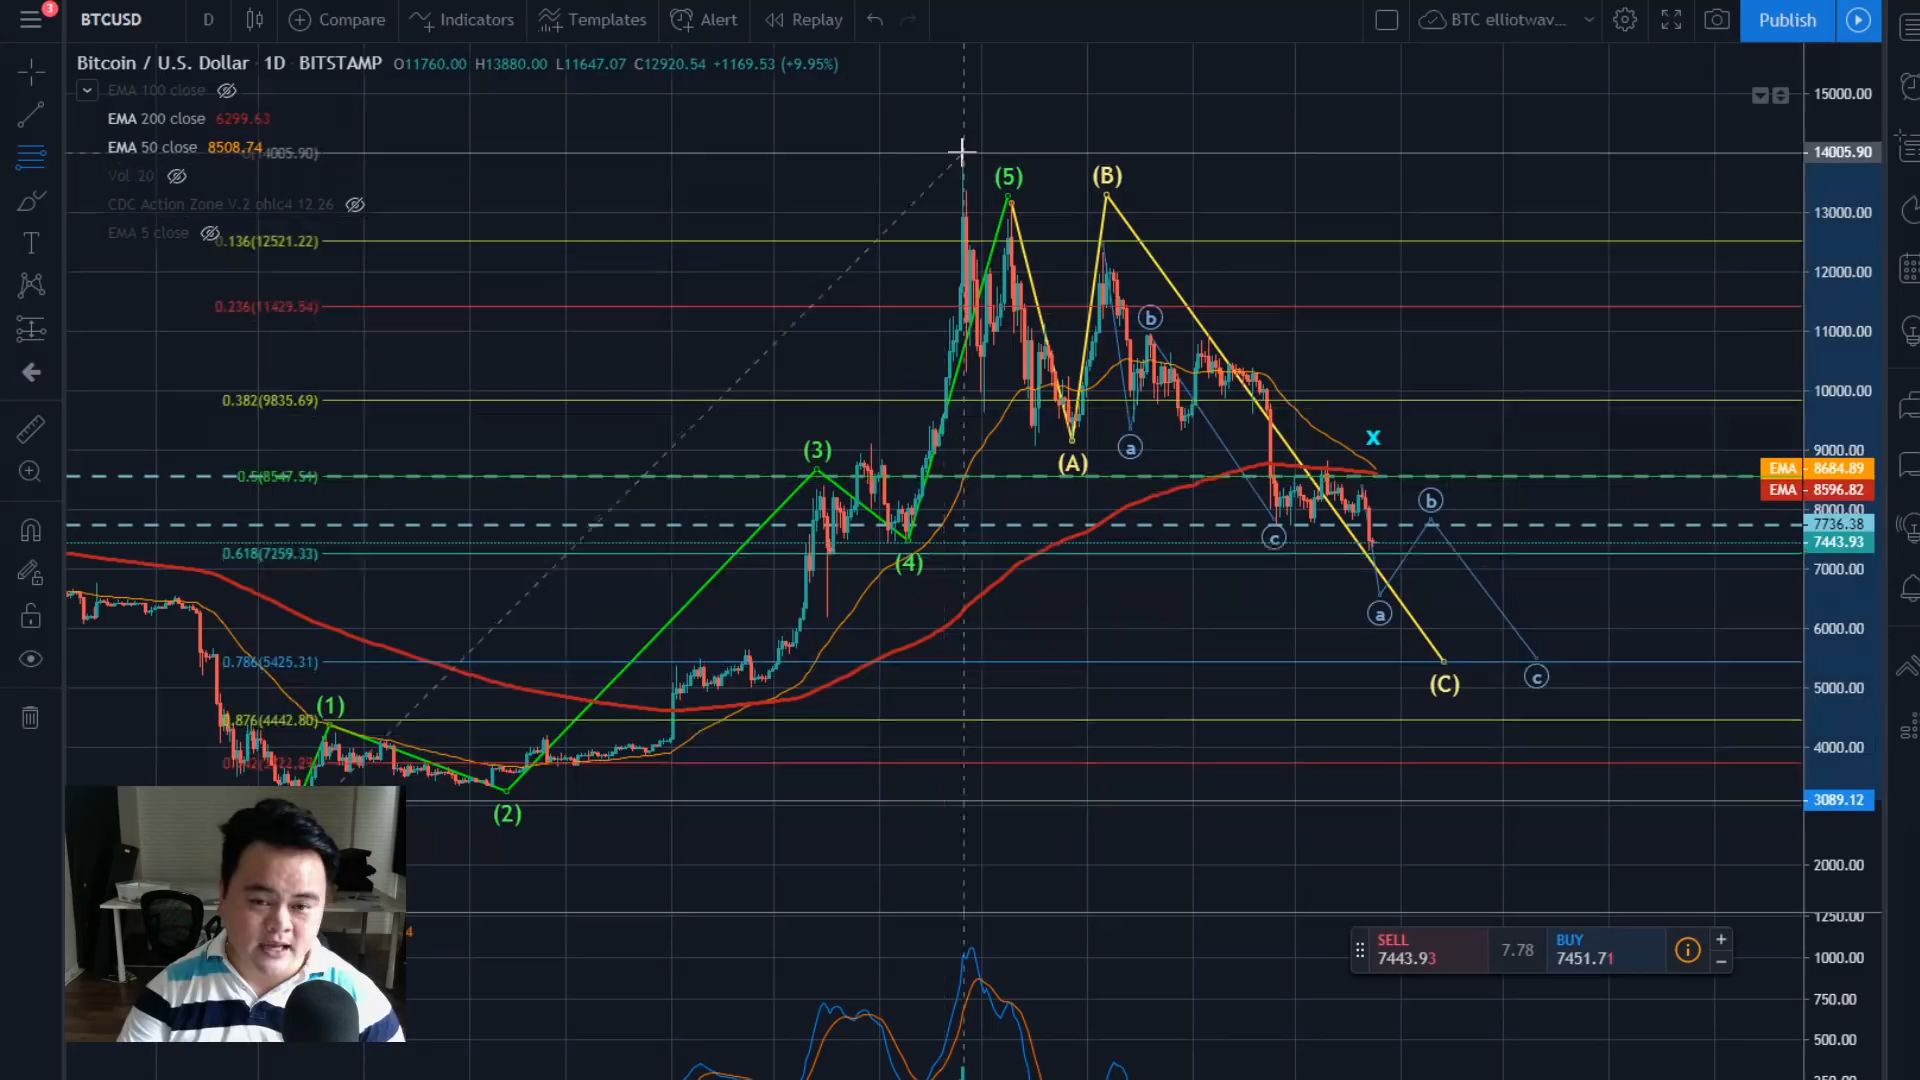 3
BTCUSD D Compare Indicators Templates Alert Replay BTC elliotwav... Publish
Bitcoin / U.S. Dollar 1D BITSTAMP O11760.00 H13880.00 L11647.07 C12920.54 +1169.53 (+9.95%)
EMA 100 close
EMA 200 close 6299.63
EMA 50 close 8508.74
Vol 20
CDC Action Zone V.2 ohlc4 12.26
EMA 5 close
0.136(12521.22)
0.236(11429.54)
0.382(9835.69)
0.5(8547.54)
0.618(7259.33)
0.786(5425.31)
0.876(4442.80)
(1)
(2)
(3)
(4)
(5)
(A)
(B)
(C)
a
b
c
x
a
b
c
15000.00
14005.90
13000.00
12000.00
11000.00
10000.00
9000.00
EMA 8684.89
EMA 8596.82
8000.00
7736.38
7443.93
7000.00
6000.00
5000.00
4000.00
3089.12
2000.00
1250.00
1000.00
750.00
500.00
SELL
7443.93
7.78
BUY
7451.71
4